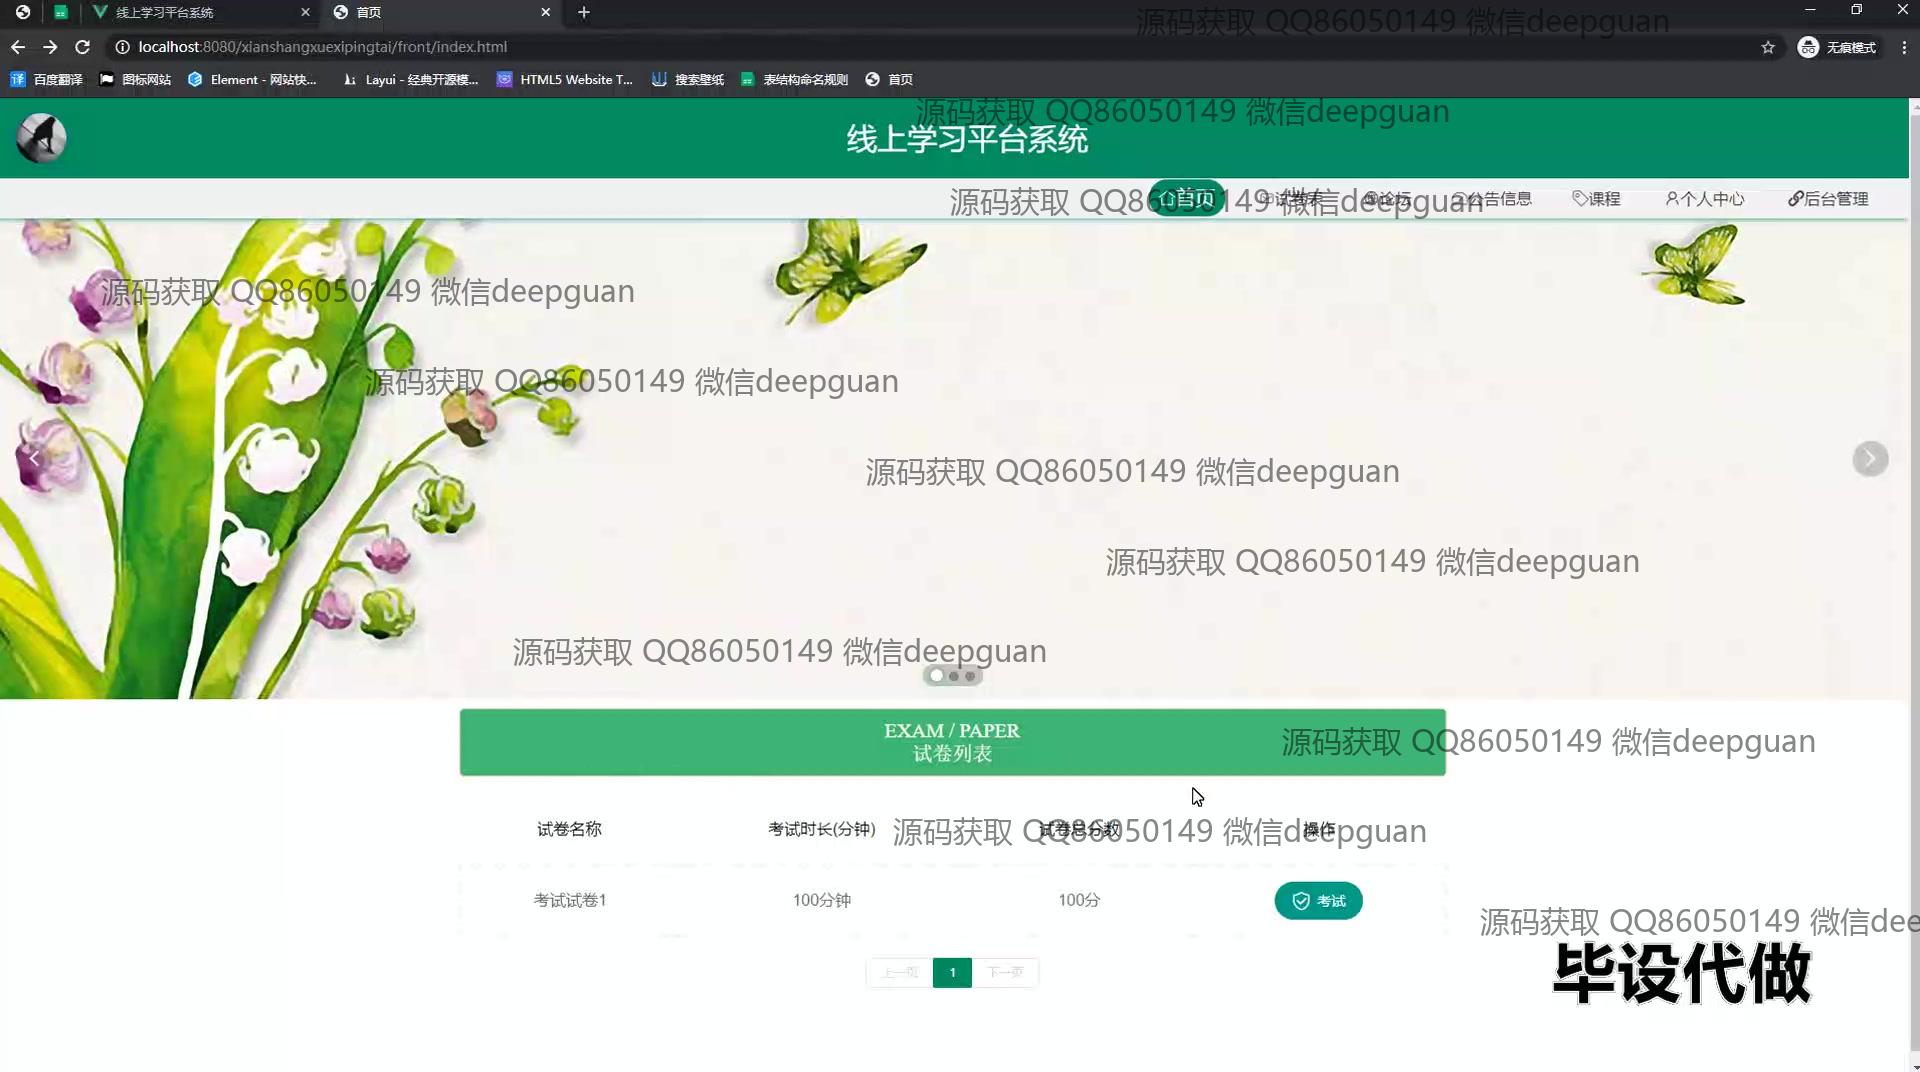 线上学习平台系统
首页
源码获取 QQ86050149 微信deepguan
localhost:8080/xianshangxuexipingtai/front/index.html
无痕模式
百度翻译
图标网站
Element - 网站快...
Layui - 经典开源模...
HTML5 Website T...
搜索壁纸
表结构命名规则
首页
源码获取 QQ86050149 微信deepguan
线上学习平台系统
首页
试卷表
论坛
公告信息
课程
个人中心
后台管理
源码获取 QQ86050149 微信deepguan
源码获取 QQ86050149 微信deepguan
源码获取 QQ86050149 微信deepguan
源码获取 QQ86050149 微信deepguan
源码获取 QQ86050149 微信deepguan
源码获取 QQ86050149 微信deepguan
EXAM / PAPER
试卷列表
源码获取 QQ86050149 微信deepguan
试卷名称
考试时长(分钟)
试卷总分数
操作
源码获取 QQ86050149 微信deepguan
考试试卷1
100分钟
100分
考试
源码获取 QQ86050149 微信dee
毕设代做
上一页
1
下一页